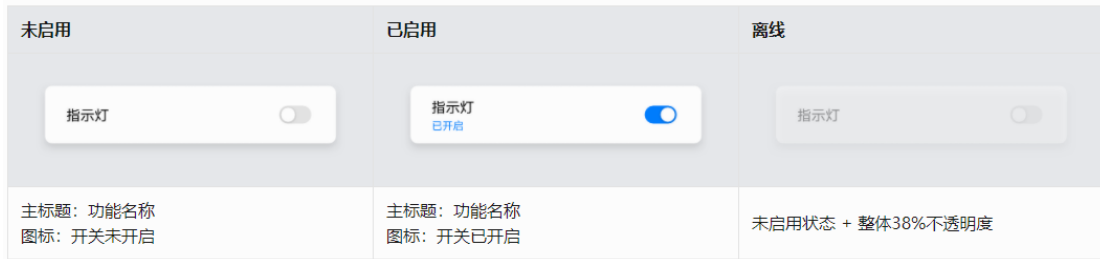 未启用
已启用
离线
指示灯
指示灯
已开启
指示灯
主标题：功能名称
图标：开关未开启
主标题：功能名称
图标：开关已开启
未启用状态 + 整体38%不透明度